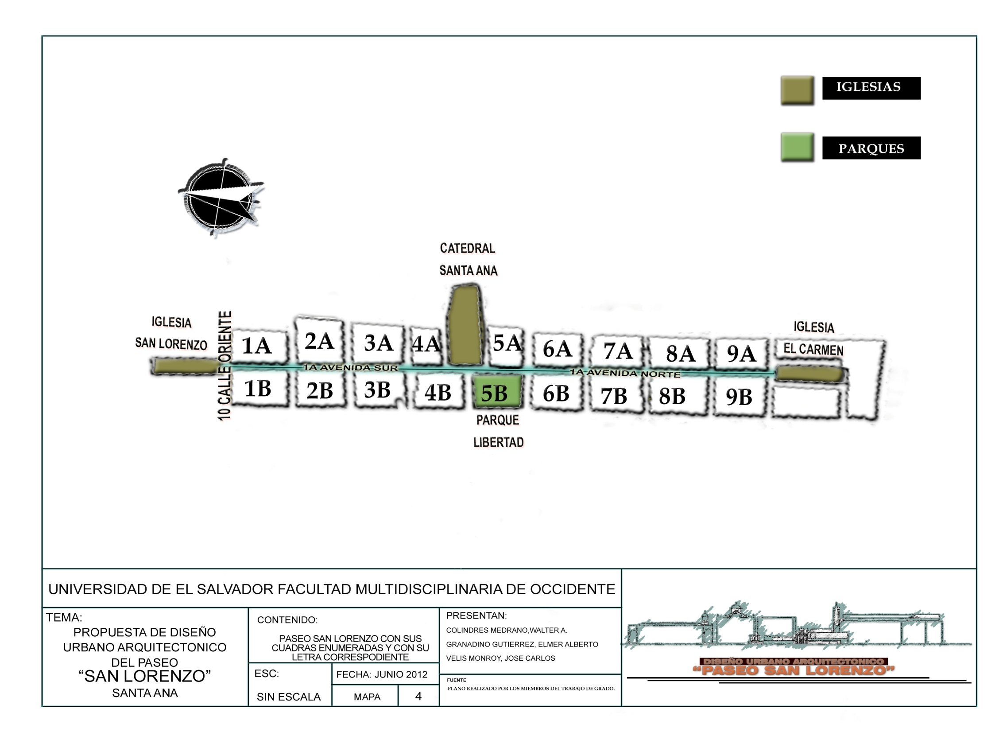 IGLESIAS
PARQUES
CATEDRAL
SANTA ANA
IGLESIA
SAN LORENZO
10 CALLE ORIENTE
1A
2A
3A
4A
5A
6A
7A
8A
9A
IGLESIA
EL CARMEN
1A AVENIDA SUR
1A AVENIDA NORTE
1B
2B
3B
4B
5B
6B
7B
8B
9B
PARQUE
LIBERTAD
UNIVERSIDAD DE EL SALVADOR FACULTAD MULTIDISCIPLINARIA DE OCCIDENTE
TEMA:
PROPUESTA DE DISEÑO
URBANO ARQUITECTONICO
DEL PASEO
“SAN LORENZO”
SANTA ANA
CONTENIDO:
PASEO SAN LORENZO CON SUS
CUADRAS ENUMERADAS Y CON SU
LETRA CORRESPODIENTE
ESC:
SIN ESCALA
FECHA: JUNIO 2012
MAPA
4
PRESENTAN:
COLINDRES MEDRANO,WALTER A.
GRANADINO GUTIERREZ, ELMER ALBERTO
VELIS MONROY, JOSE CARLOS
FUENTE
PLANO REALIZADO POR LOS MIEMBROS DEL TRABAJO DE GRADO.
DISEÑO URBANO ARQUITECTONICO
“PASEO SAN LORENZO”